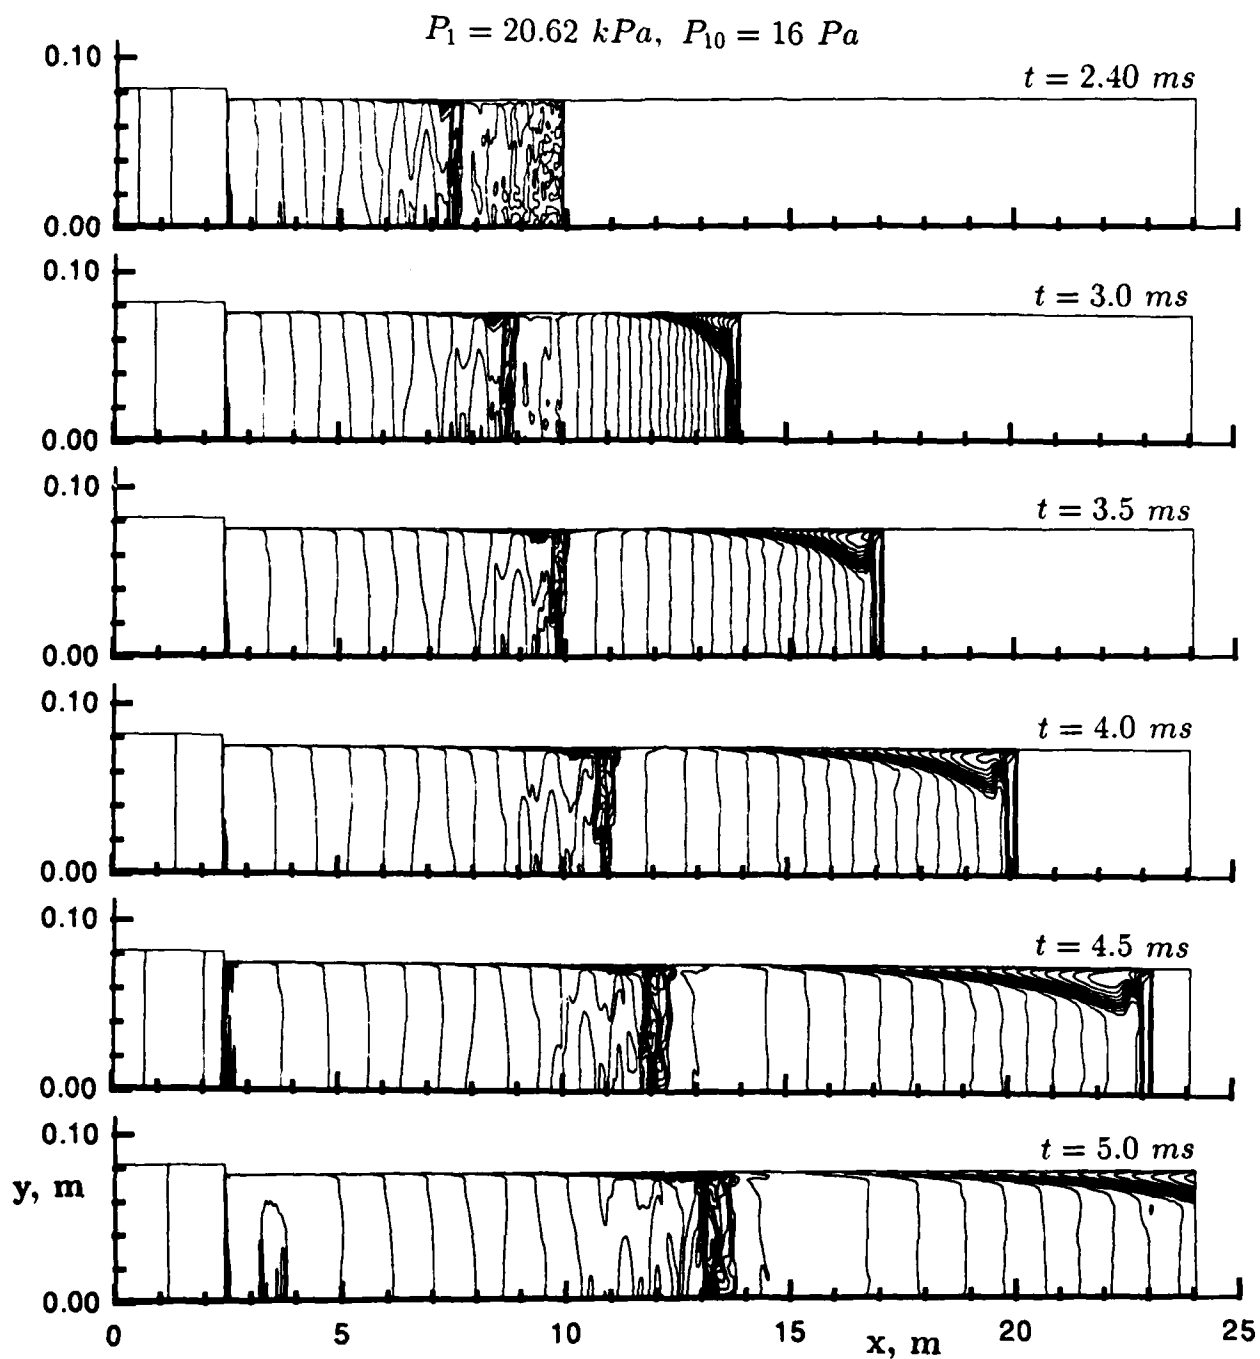 P₁ = 20.62 kPa, P₁₀ = 16 Pa
t = 2.40 ms
0.10
0.00
t = 3.0 ms
0.10
0.00
t = 3.5 ms
0.10
0.00
t = 4.0 ms
0.10
0.00
t = 4.5 ms
0.10
0.00
t = 5.0 ms
0.10
y, m
0.00
0 5 10 15 20 25
x, m